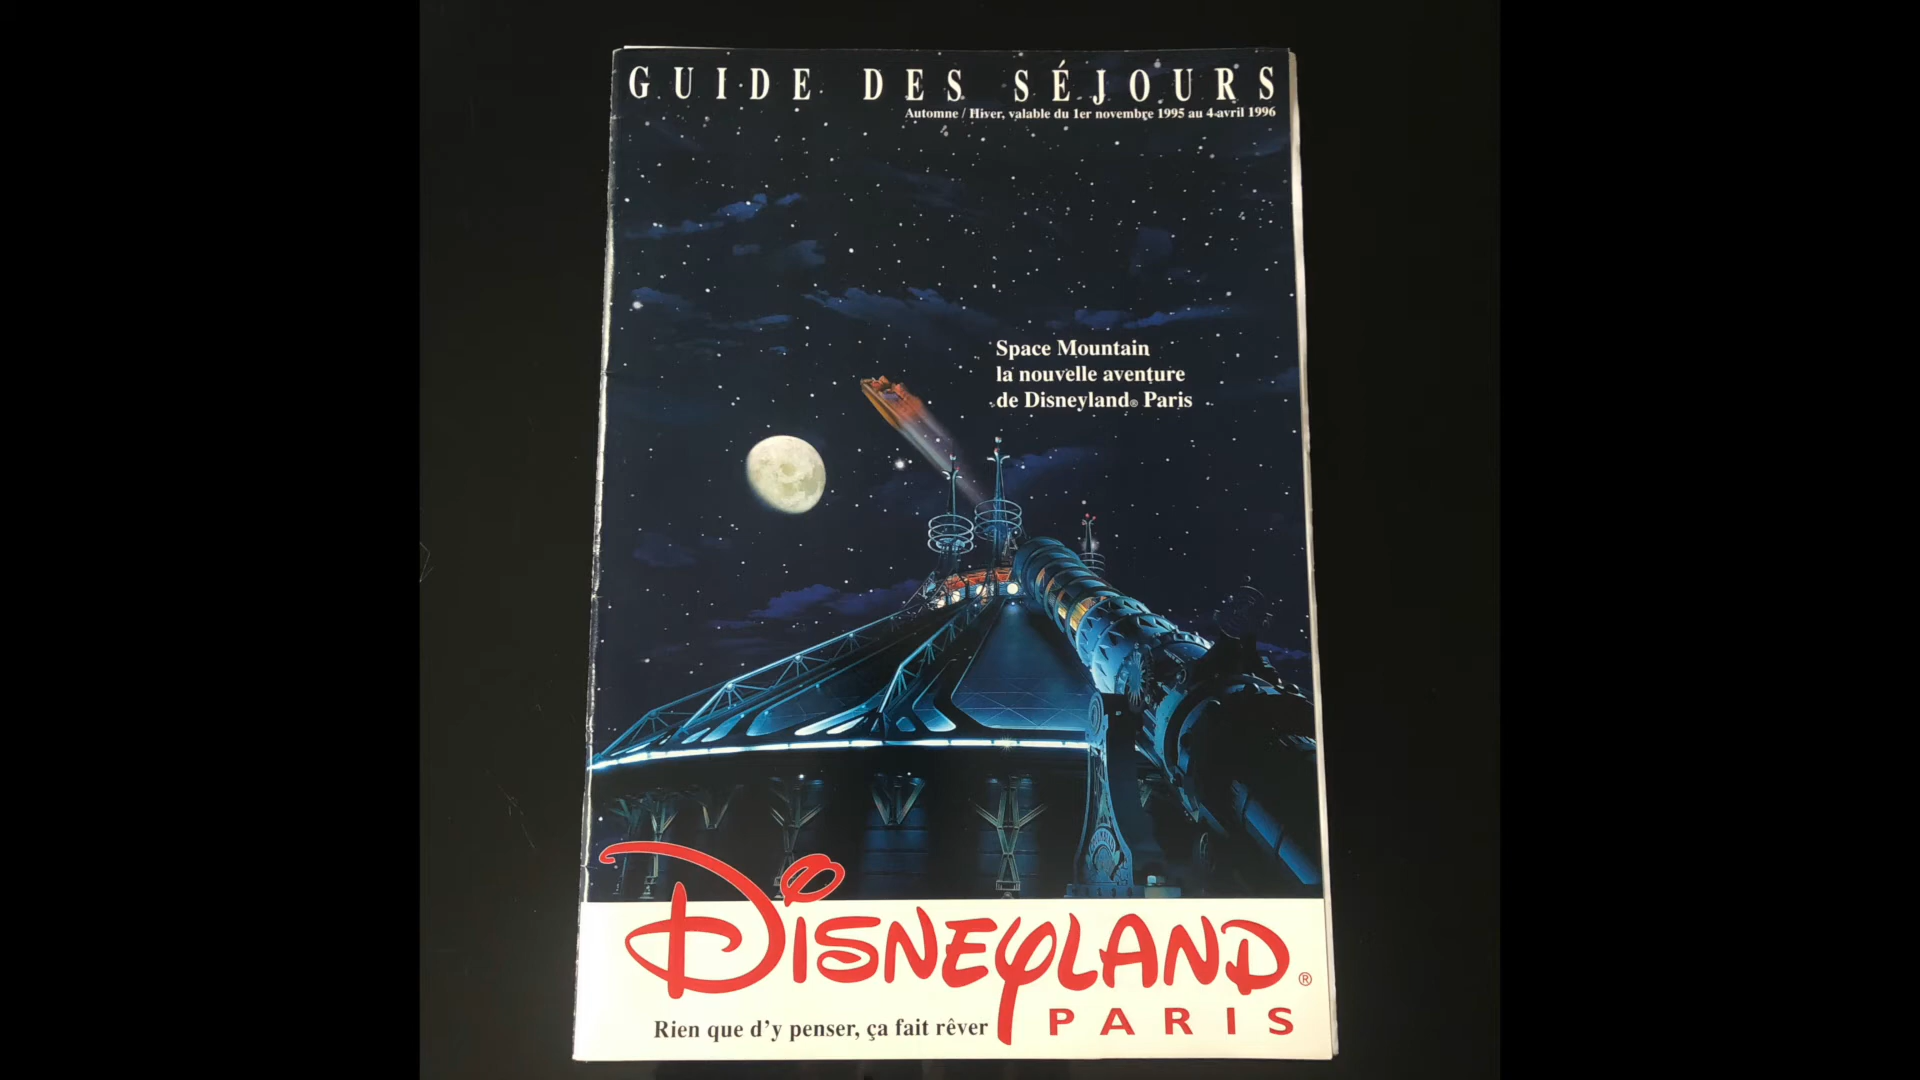 GUIDE DES SÉJOURS
Automne / Hiver, valable du 1er novembre 1995 au 4 avril 1996
Space Mountain
la nouvelle aventure
de Disneyland® Paris
DISNEYLAND®
PARIS
Rien que d'y penser, ça fait rêver